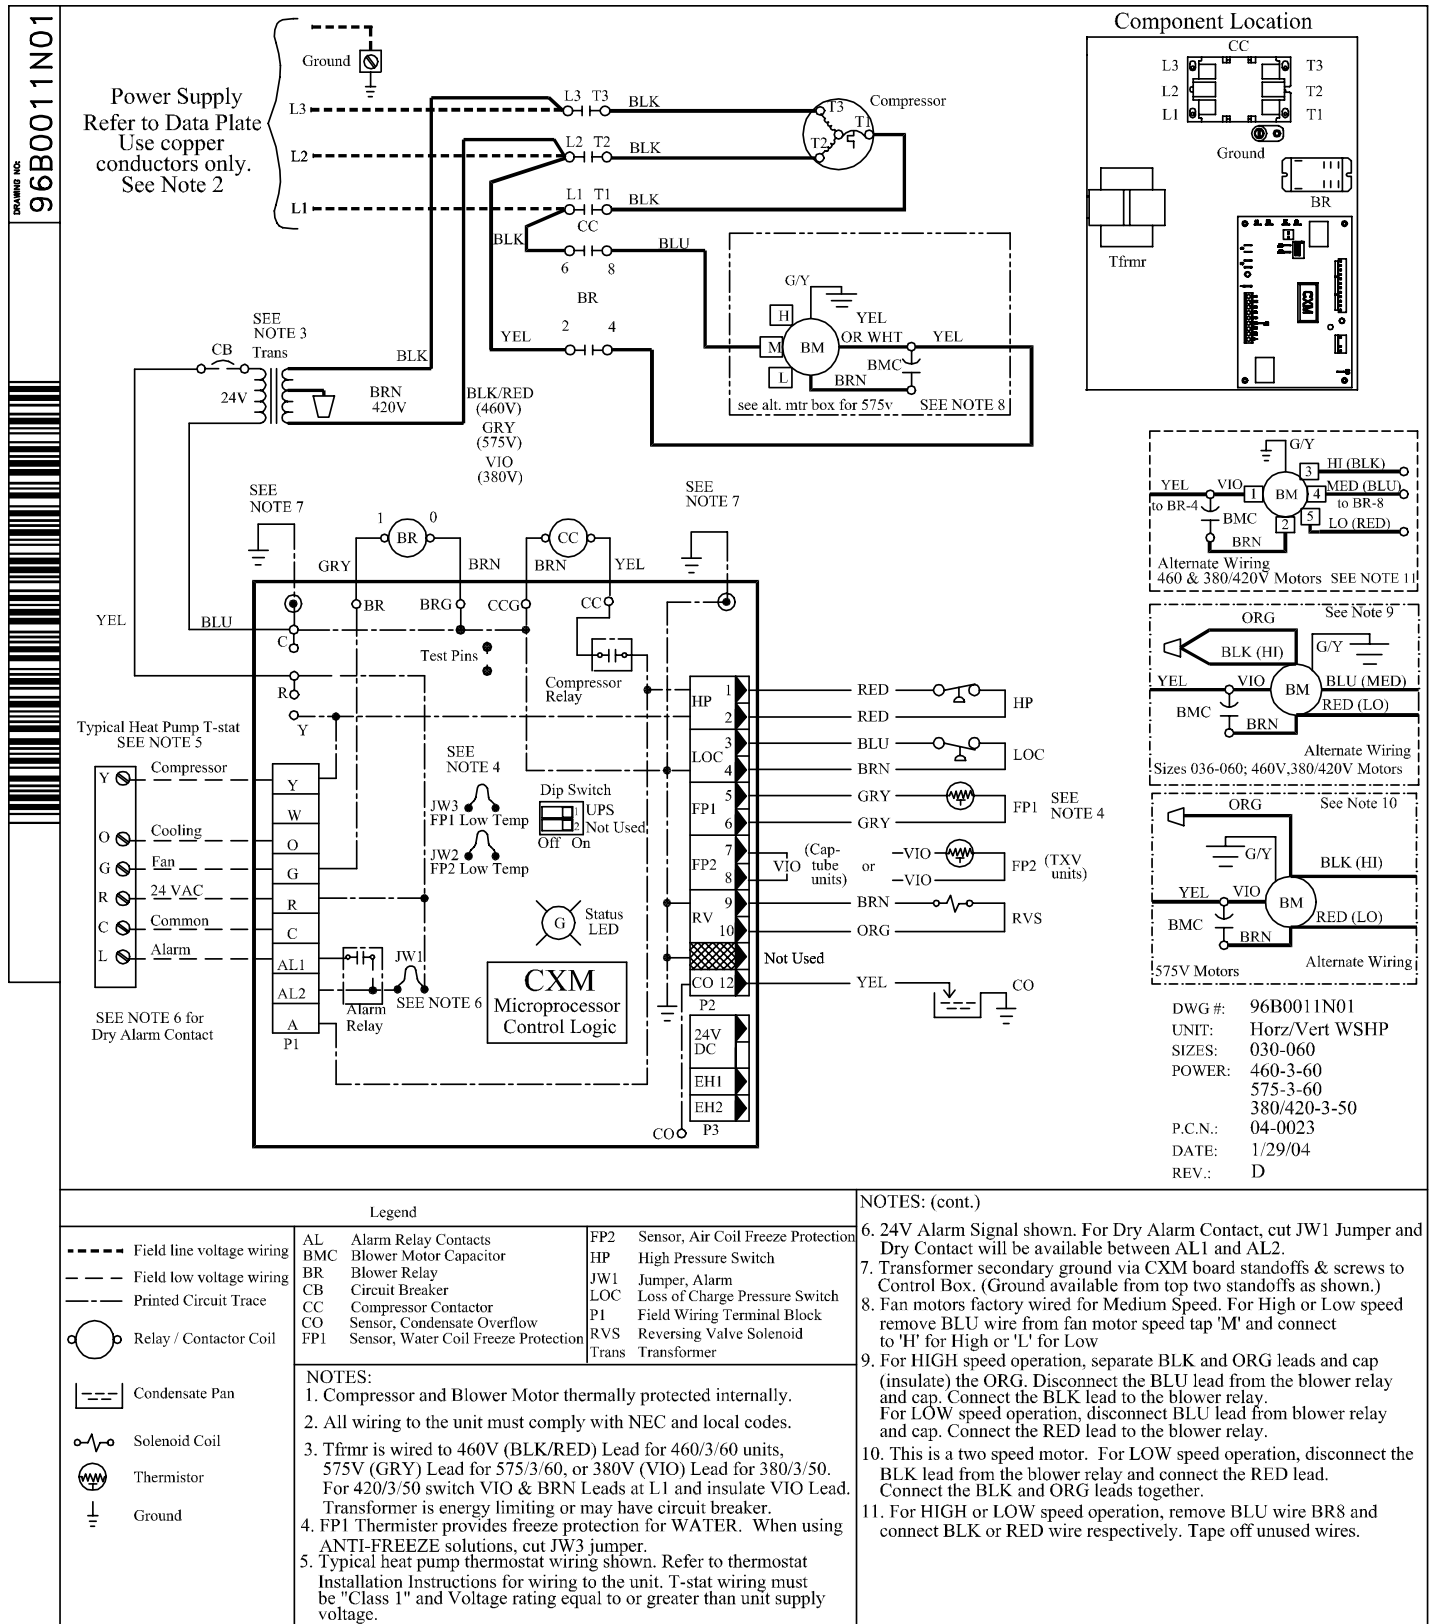 DRAWING NO:
96B0011N01
Power Supply
Refer to Data Plate
Use copper
conductors only.
See Note 2
Ground
L3
L2
L1
L3 T3
BLK
L2 T2
BLK
L1 T1
BLK
CC
Compressor
T3
T1
T2
BLK
6 8
BLU
BR
2 4
YEL
G/Y
H
M
L
BM
YEL
OR WHT
YEL
BMC
BRN
see alt. mtr box for 575v
SEE NOTE 8
SEE
NOTE 3
Trans
CB
24V
BLK
BRN
420V
BLK/RED
(460V)
GRY
(575V)
VIO
(380V)
Component Location
CC
L3 T3
L2 T2
L1 T1
Ground
BR
Tfrmr
CXM
G/Y
YEL
to BR-4
VIO
1
BM
3
4
2
5
HI (BLK)
MED (BLU)
to BR-8
LO (RED)
BMC
BRN
Alternate Wiring
460 & 380/420V Motors SEE NOTE 11
See Note 9
ORG
BLK (HI)
G/Y
YEL
VIO
BM
BLU (MED)
RED (LO)
BMC
BRN
Alternate Wiring
Sizes 036-060; 460V,380/420V Motors
ORG
See Note 10
G/Y
BLK (HI)
YEL
VIO
BM
RED (LO)
BMC
BRN
575V Motors
Alternate Wiring
SEE
NOTE 7
1
BR
0
CC
SEE
NOTE 7
GRY
BRN
BRN
YEL
YEL
BLU
C
BR
BRG
CCG
CC
R
Y
Test Pins
Compressor
Relay
Typical Heat Pump T-stat
SEE NOTE 5
Y
Compressor
O
Cooling
G
Fan
R
24 VAC
C
Common
L
Alarm
SEE NOTE 6 for
Dry Alarm Contact
Y
W
O
G
R
C
AL1
AL2
A
P1
SEE
NOTE 4
JW3
FP1 Low Temp
JW2
FP2 Low Temp
Dip Switch
1 UPS
2 Not Used
Off On
G
Status
LED
JW1
SEE NOTE 6
Alarm
Relay
CXM
Microprocessor
Control Logic
HP
1
2
LOC
3
4
FP1
5
6
FP2
7
8
RV
9
10
CO 12
P2
24V
DC
EH1
EH2
P3
CO
RED
RED
HP
BLU
BRN
LOC
GRY
GRY
FP1
SEE
NOTE 4
VIO
(Cap-
tube
units)
or
VIO
VIO
FP2
(TXV
units)
BRN
ORG
RVS
Not Used
YEL
CO
DWG #: 96B0011N01
UNIT: Horz/Vert WSHP
SIZES: 030-060
POWER: 460-3-60
575-3-60
380/420-3-50
P.C.N.: 04-0023
DATE: 1/29/04
REV.: D
Legend
Field line voltage wiring
Field low voltage wiring
Printed Circuit Trace
Relay / Contactor Coil
Condensate Pan
Solenoid Coil
Thermistor
Ground
AL Alarm Relay Contacts
BMC Blower Motor Capacitor
BR Blower Relay
CB Circuit Breaker
CC Compressor Contactor
CO Sensor, Condensate Overflow
FP1 Sensor, Water Coil Freeze Protection
FP2 Sensor, Air Coil Freeze Protection
HP High Pressure Switch
JW1 Jumper, Alarm
LOC Loss of Charge Pressure Switch
P1 Field Wiring Terminal Block
RVS Reversing Valve Solenoid
Trans Transformer
NOTES:
1. Compressor and Blower Motor thermally protected internally.
2. All wiring to the unit must comply with NEC and local codes.
3. Tfmr is wired to 460V (BLK/RED) Lead for 460/3/60 units,
575V (GRY) Lead for 575/3/60, or 380V (VIO) Lead for 380/3/50.
For 420/3/50 switch VIO & BRN Leads at L1 and insulate VIO Lead.
Transformer is energy limiting or may have circuit breaker.
4. FP1 Thermister provides freeze protection for WATER. When using
ANTI-FREEZE solutions, cut JW3 jumper.
5. Typical heat pump thermostat wiring shown. Refer to thermostat
Installation Instructions for wiring to the unit. T-stat wiring must
be "Class 1" and Voltage rating equal to or greater than unit supply
voltage.
NOTES: (cont.)
6. 24V Alarm Signal shown. For Dry Alarm Contact, cut JW1 Jumper and
Dry Contact will be available between AL1 and AL2.
7. Transformer secondary ground via CXM board standoffs & screws to
Control Box. (Ground available from top two standoffs as shown.)
8. Fan motors factory wired for Medium Speed. For High or Low speed
remove BLU wire from fan motor speed tap 'M' and connect
to 'H' for High or 'L' for Low
9. For HIGH speed operation, separate BLK and ORG leads and cap
(insulate) the ORG. Disconnect the BLU lead from the blower relay
and cap. Connect the BLK lead to the blower relay.
For LOW speed operation, disconnect BLU lead from blower relay
and cap. Connect the RED lead to the blower relay.
10. This is a two speed motor. For LOW speed operation, disconnect the
BLK lead from the blower relay and connect the RED lead.
Connect the BLK and ORG leads together.
11. For HIGH or LOW speed operation, remove BLU wire BR8 and
connect BLK or RED wire respectively. Tape off unused wires.